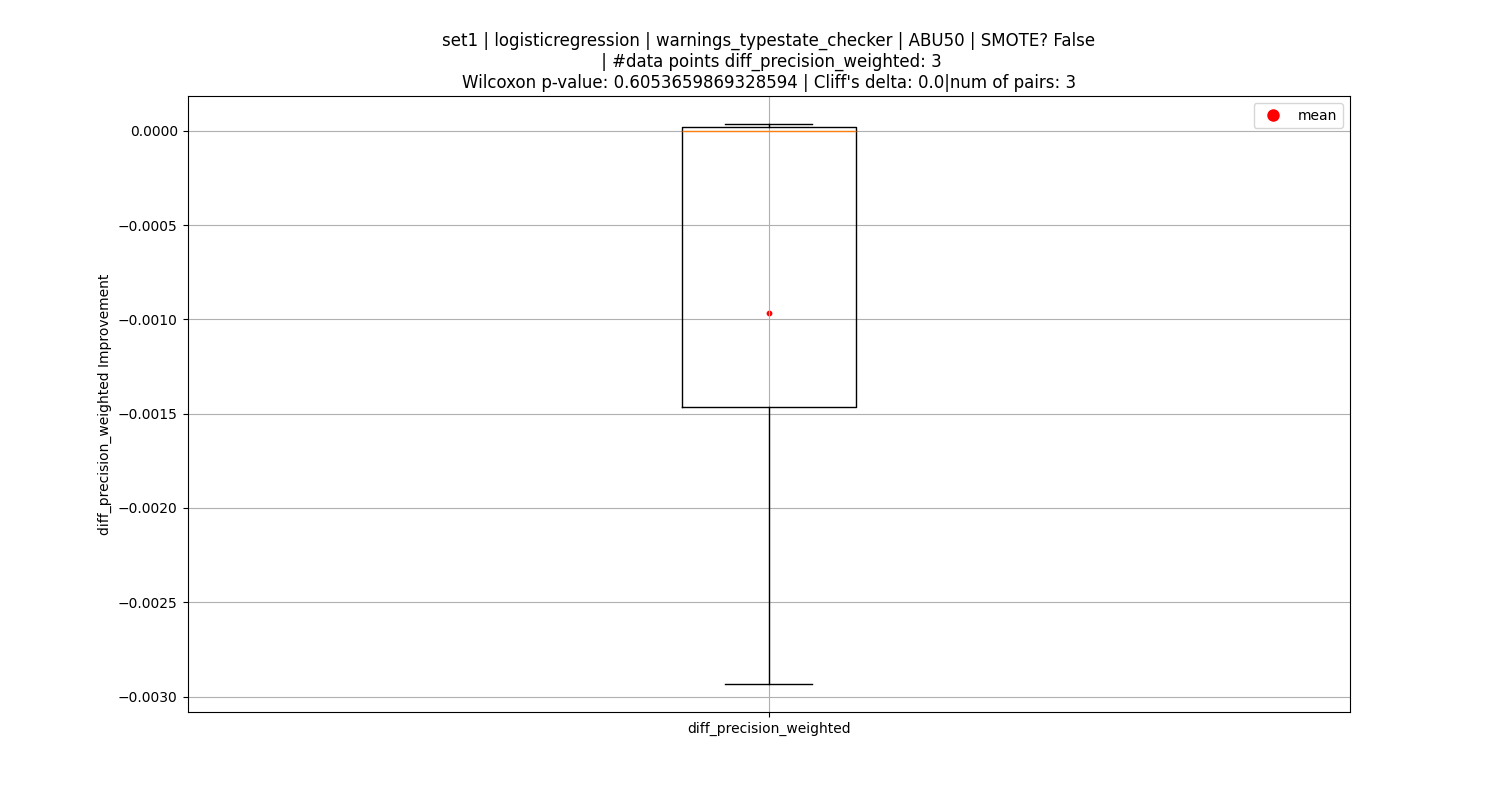 set1 | logisticregression | warnings_typestate_checker | ABU50 | SMOTE? False
| #data points diff_precision_weighted: 3
Wilcoxon p-value: 0.6053659869328594 | Cliff's delta: 0.0|num of pairs: 3
mean
0.0000
−0.0005
−0.0010
−0.0015
−0.0020
−0.0025
−0.0030
diff_precision_weighted Improvement
diff_precision_weighted